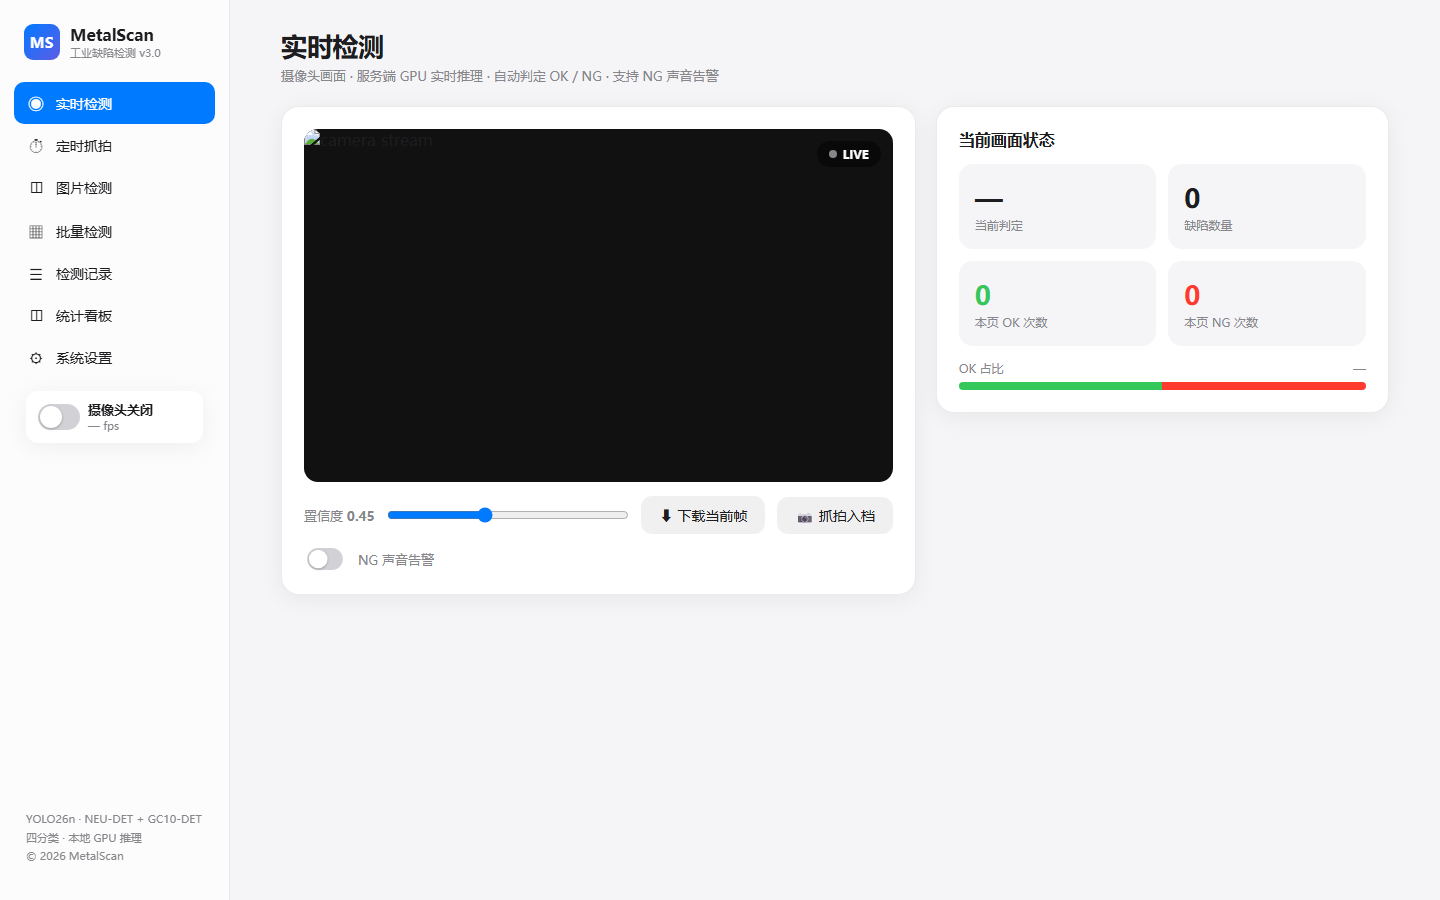 MS
MetalScan
工业缺陷检测 v3.0
实时检测
定时抓拍
图片检测
批量检测
检测记录
统计看板
系统设置
摄像头关闭
— fps
YOLO26n · NEU-DET + GC10-DET
四分类 · 本地 GPU 推理
© 2026 MetalScan
实时检测
摄像头画面 · 服务端 GPU 实时推理 · 自动判定 OK / NG · 支持 NG 声音告警
camera stream
LIVE
置信度 0.45
下载当前帧
抓拍入档
NG 声音告警
当前画面状态
—
当前判定
0
缺陷数量
0
本页 OK 次数
0
本页 NG 次数
OK 占比 —